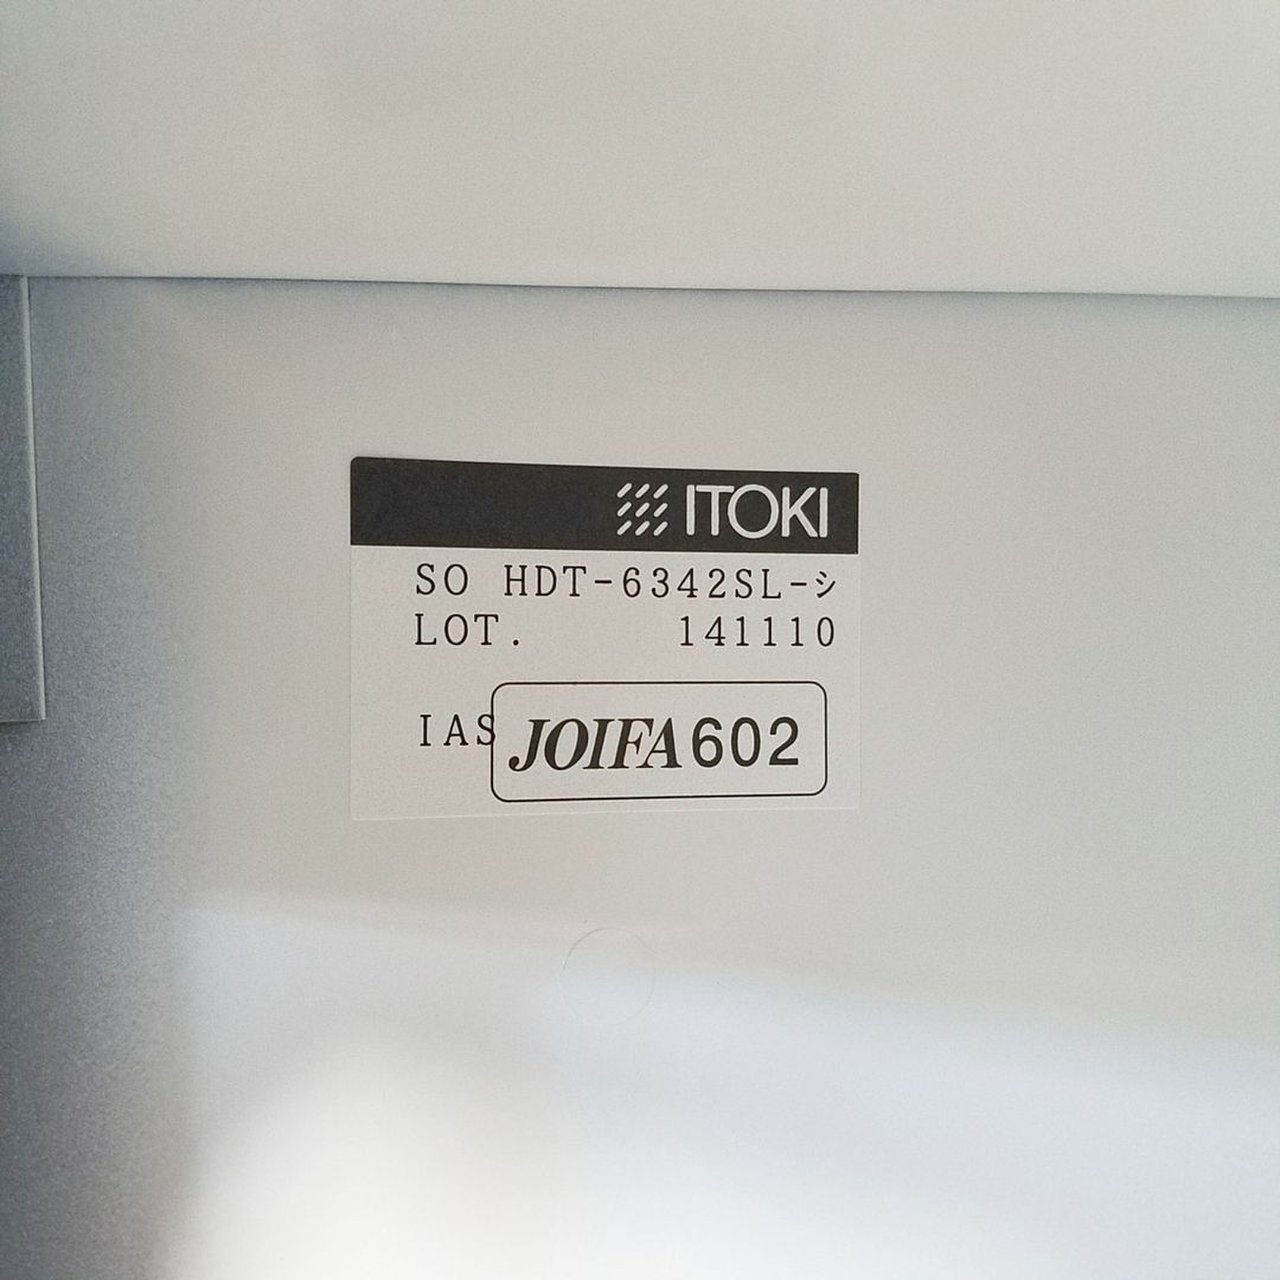 ITOKI
SO HDT-6342SL-シ
LOT. 141110
IAS JOIFA602